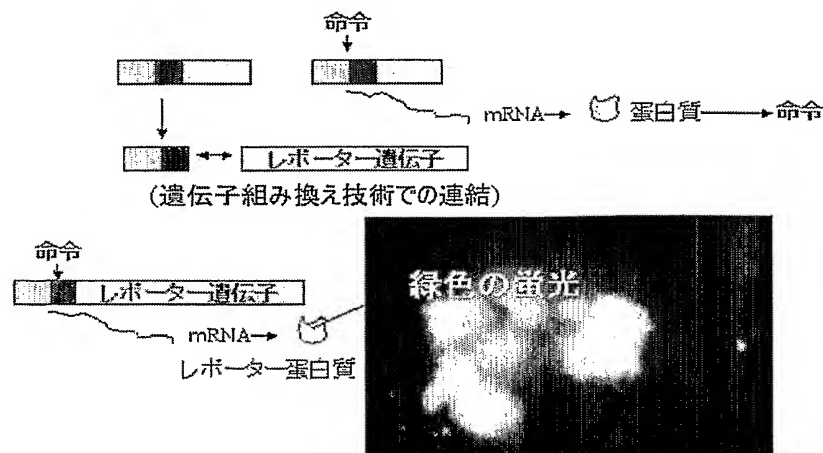 命令
mRNA→ 蛋白質→命令
レポーター遺伝子
(遺伝子組み換え技術での連結)
命令
レポーター遺伝子
緑色の蛍光
mRNA→
レポーター蛋白質